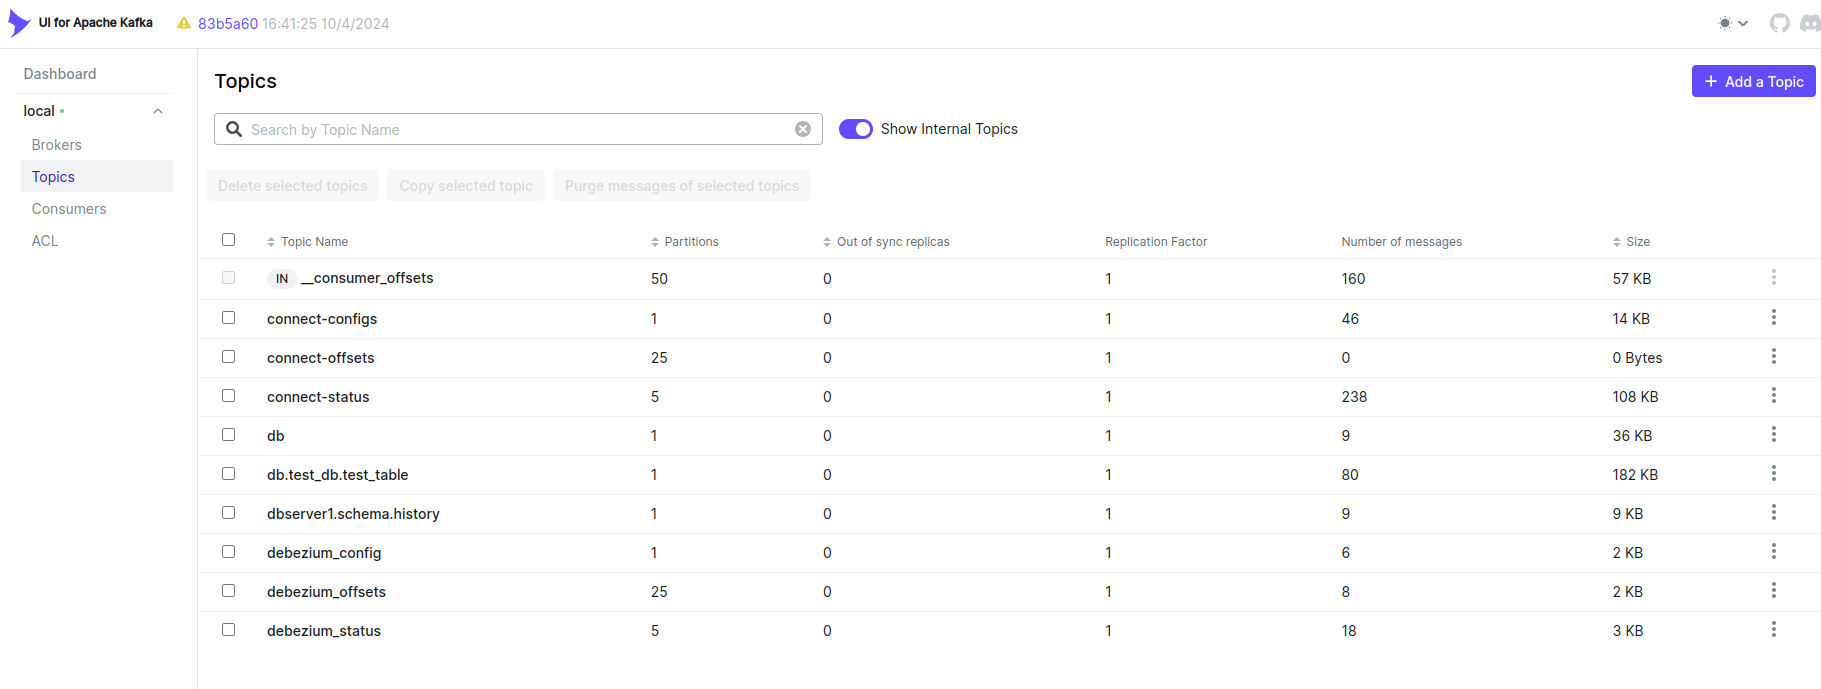 UI for Apache Kafka 83b5a60 16:41:25 10/4/2024
Dashboard
local
Brokers
Topics
Consumers
ACL
Topics
Add a Topic
Search by Topic Name
Show Internal Topics
Delete selected topics Copy selected topic Purge messages of selected topics
Topic Name Partitions Out of sync replicas Replication Factor Number of messages Size
IN __consumer_offsets 50 0 1 160 57 KB
connect-configs 1 0 1 46 14 KB
connect-offsets 25 0 1 0 0 Bytes
connect-status 5 0 1 238 108 KB
db 1 0 1 9 36 KB
db.test_db.test_table 1 0 1 80 182 KB
dbserver1.schema.history 1 0 1 9 9 KB
debezium_config 1 0 1 6 2 KB
debezium_offsets 25 0 1 8 2 KB
debezium_status 5 0 1 18 3 KB